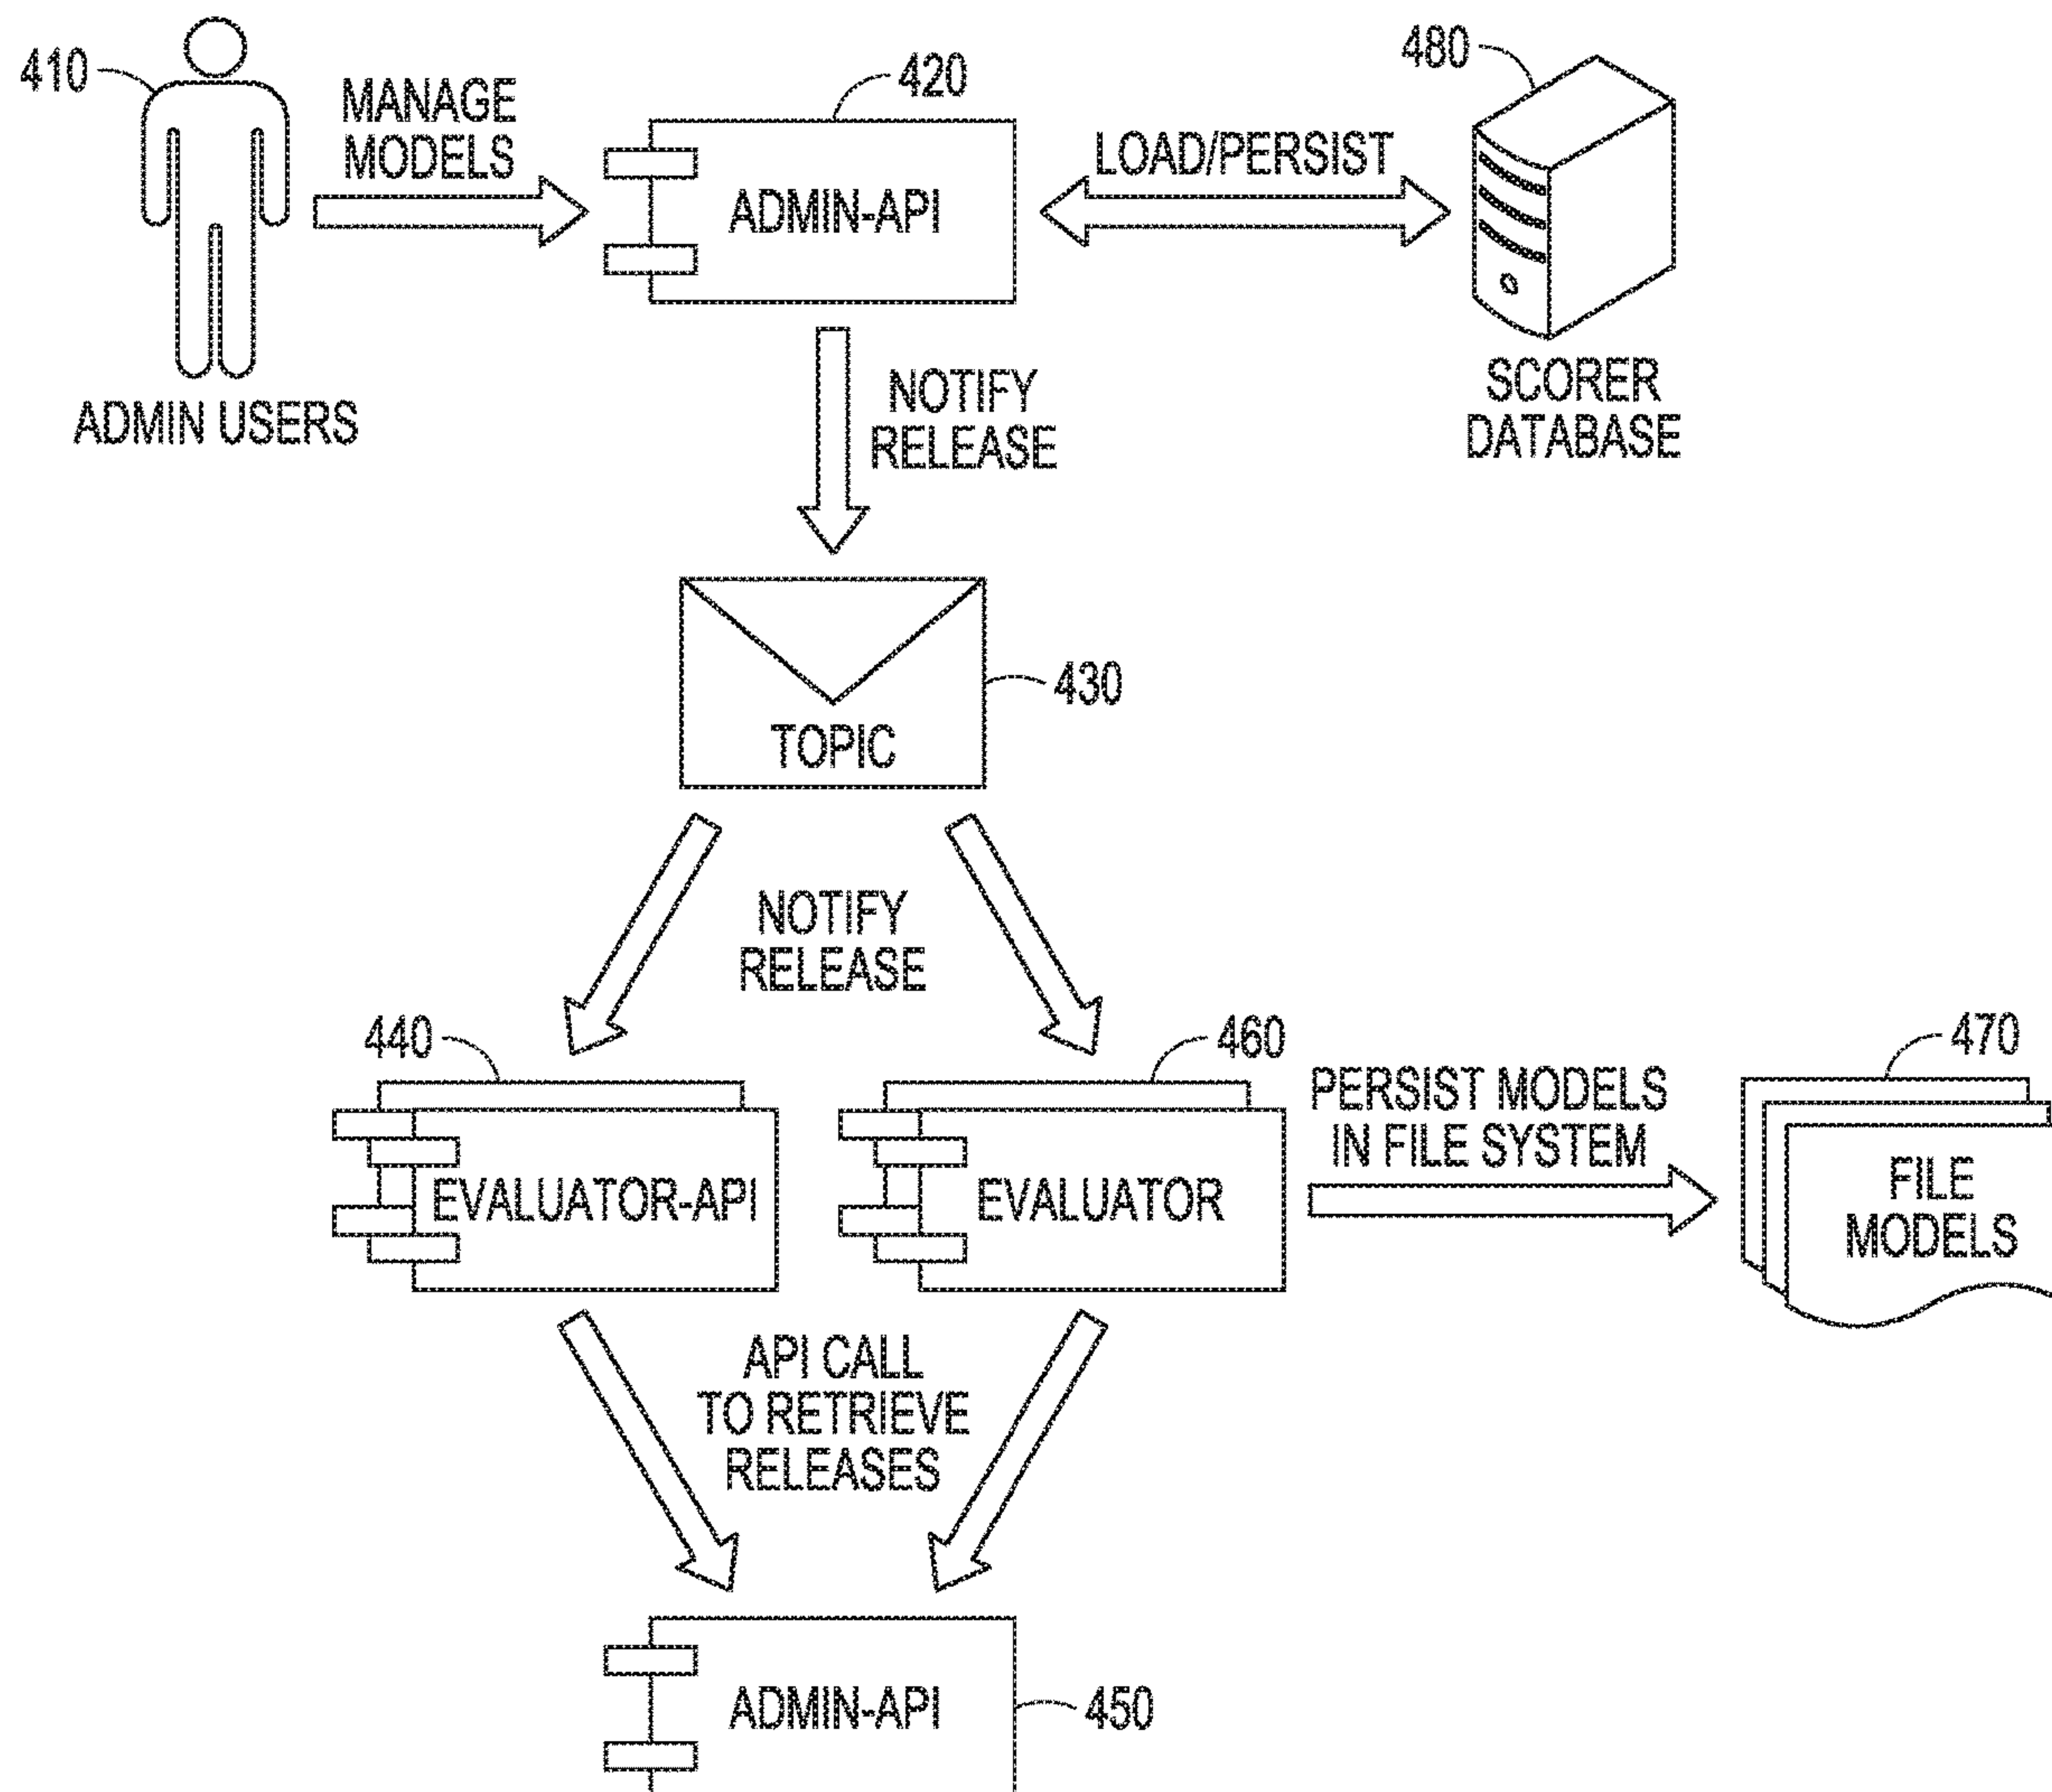 410
MANAGE
MODELS
ADMIN USERS
420
ADMIN-API
LOAD/PERSIST
480
SCORER
DATABASE
NOTIFY
RELEASE
TOPIC
430
NOTIFY
RELEASE
440
EVALUATOR-API
460
EVALUATOR
PERSIST MODELS
IN FILE SYSTEM
470
FILE
MODELS
API CALL
TO RETRIEVE
RELEASES
ADMIN-API
450